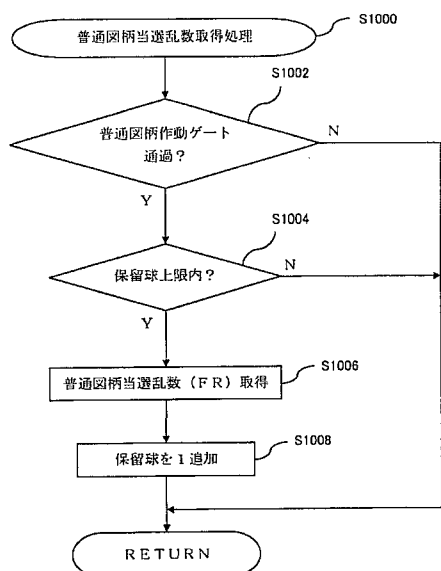 普通図柄当選乱数取得処理
S1000
S1002
普通図柄作動ゲート
通過?
N
Y
S1004
保留球上限内?
N
Y
S1006
普通図柄当選乱数(FR)取得
S1008
保留球を1追加
RETURN